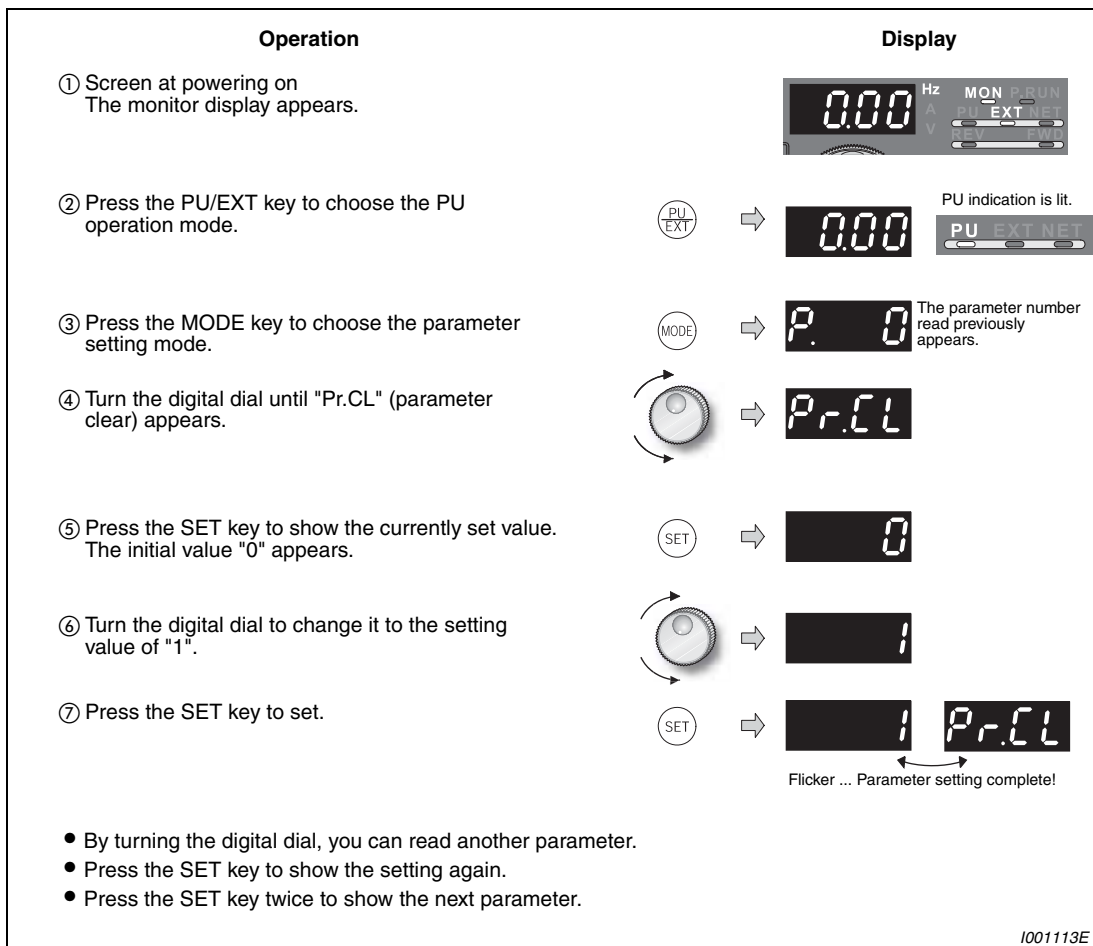 Operation
Display
① Screen at powering on
The monitor display appears.
0.00
Hz
A
V
MON P.RUN
PU EXT NET
REV FWD
② Press the PU/EXT key to choose the PU
operation mode.
PU
EXT
0.00
PU indication is lit.
PU EXT NET
③ Press the MODE key to choose the parameter
setting mode.
MODE
P. 0
The parameter number
read previously
appears.
④ Turn the digital dial until "Pr.CL" (parameter
clear) appears.
Pr.CL
⑤ Press the SET key to show the currently set value.
The initial value "0" appears.
SET
0
⑥ Turn the digital dial to change it to the setting
value of "1".
1
⑦ Press the SET key to set.
SET
1
Pr.CL
Flicker ... Parameter setting complete!
● By turning the digital dial, you can read another parameter.
● Press the SET key to show the setting again.
● Press the SET key twice to show the next parameter.
I001113E